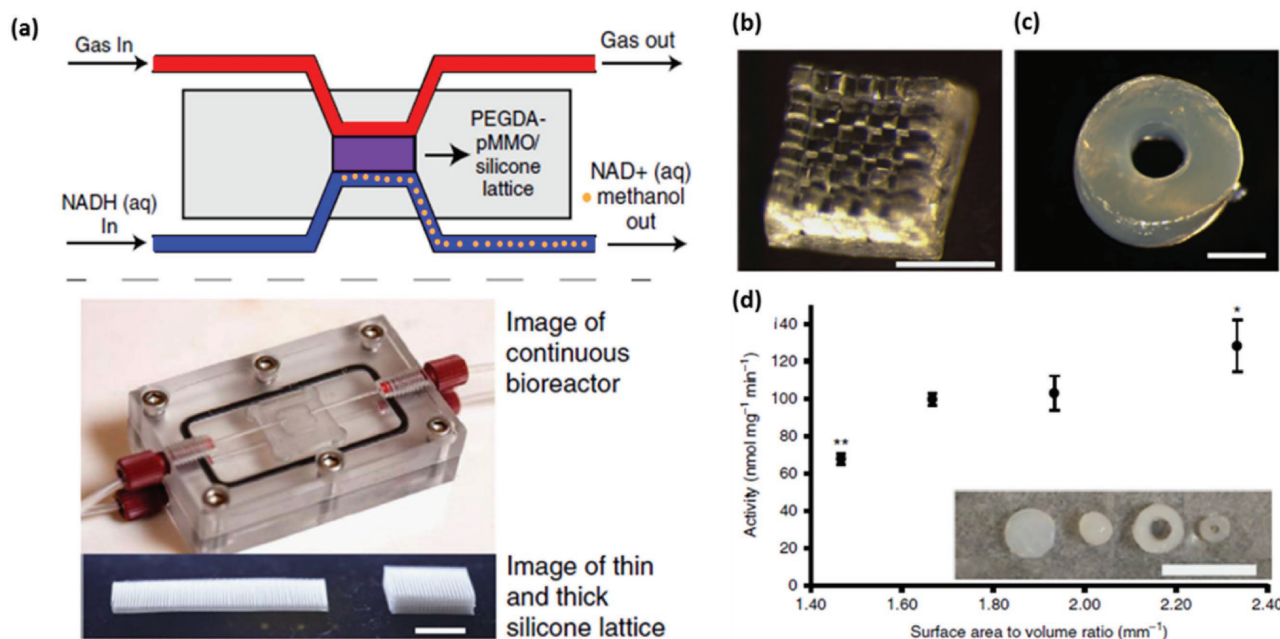 (a)
Gas In
Gas out
PEGDA-
pMMO/
silicone
lattice
NADH (aq)
In
NAD+ (aq)
methanol
out
Image of
continuous
bioreactor
Image of thin
and thick
silicone lattice
(b)
(c)
(d)
Activity (nmol mg⁻¹ min⁻¹)
140
120
100
80
60
40
20
0
**
*
1.40
1.60
1.80
2.00
2.20
2.40
Surface area to volume ratio (mm⁻¹)